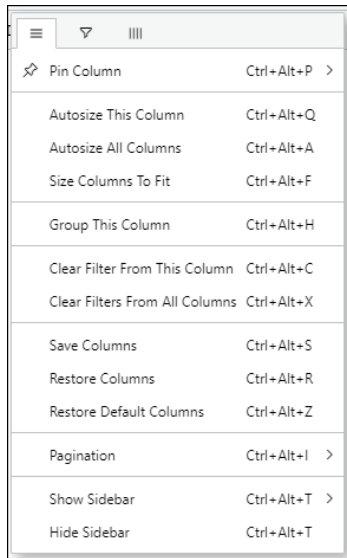 Pin Column Ctrl+Alt+P
Autosize This Column Ctrl+Alt+Q
Autosize All Columns Ctrl+Alt+A
Size Columns To Fit Ctrl+Alt+F
Group This Column Ctrl+Alt+H
Clear Filter From This Column Ctrl+Alt+C
Clear Filters From All Columns Ctrl+Alt+X
Save Columns Ctrl+Alt+S
Restore Columns Ctrl+Alt+R
Restore Default Columns Ctrl+Alt+Z
Pagination Ctrl+Alt+I
Show Sidebar Ctrl+Alt+T
Hide Sidebar Ctrl+Alt+T